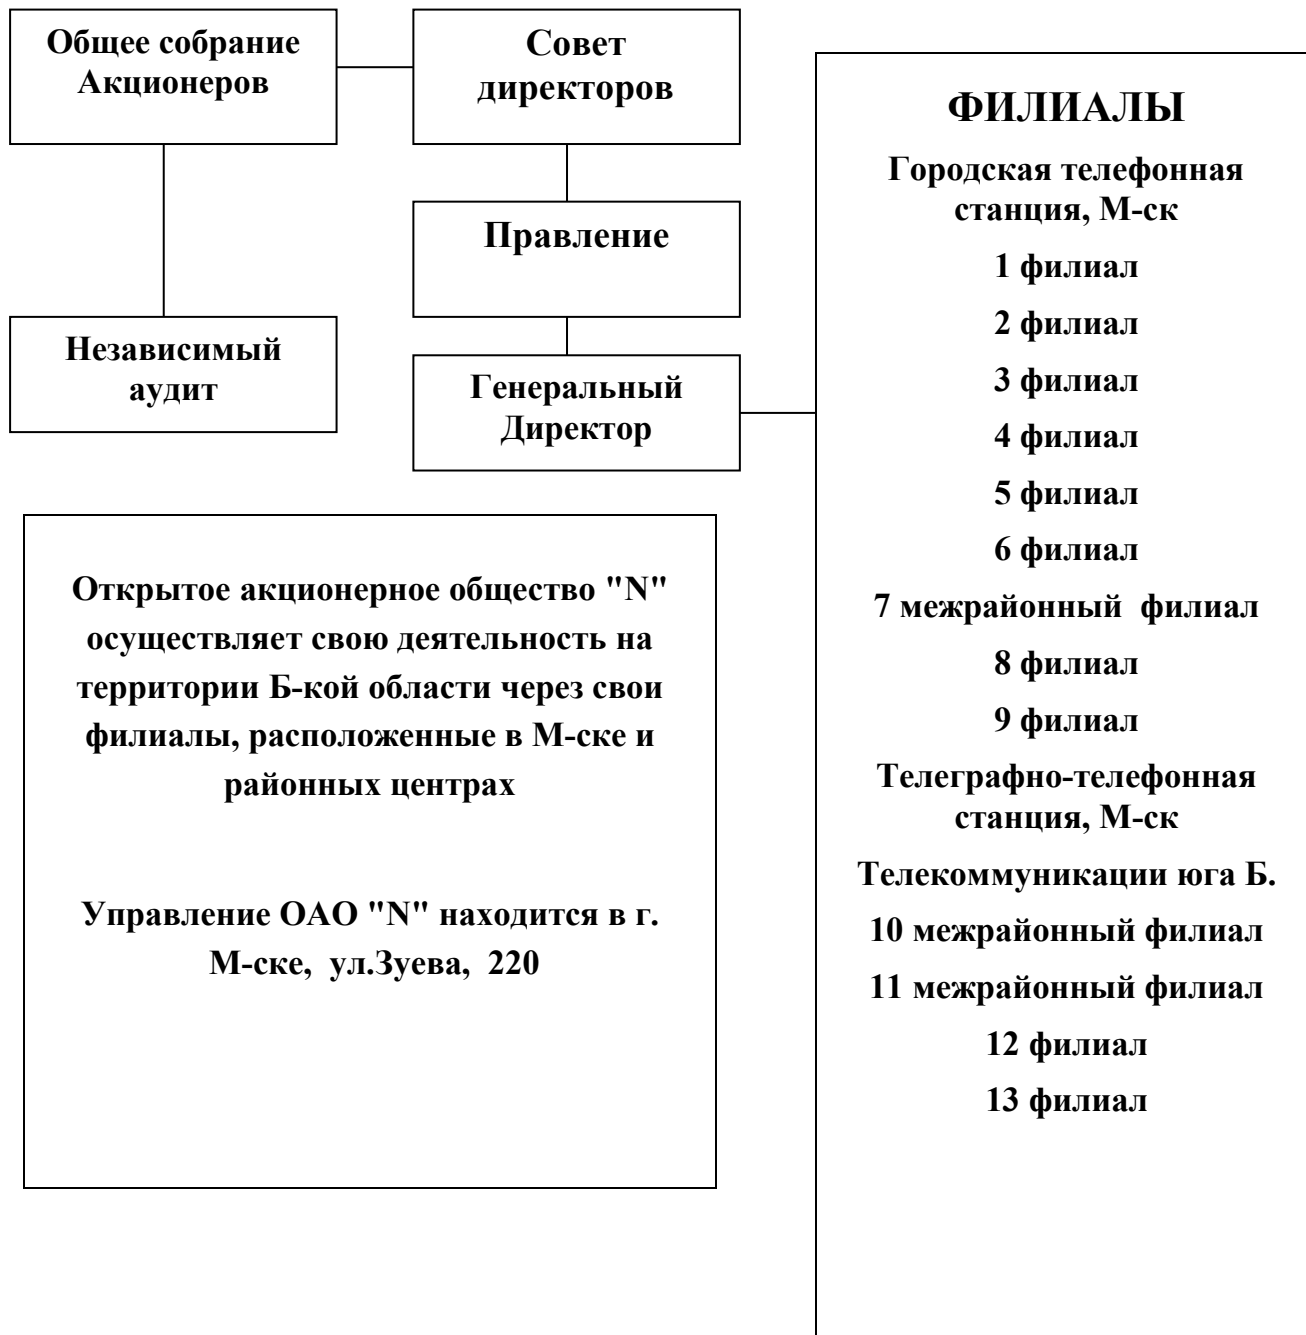 Общее собрание
Акционеров
Совет
директоров
Правление
Независимый
аудит
Генеральный
Директор
Открытое акционерное общество "N"
осуществляет свою деятельность на
территории Б-кой области через свои
филиалы, расположенные в М-ске и
районных центрах
Управление ОАО "N" находится в г.
М-ске, ул.Зуева, 220
ФИЛИАЛЫ
Городская телефонная
станция, М-ск
1 филиал
2 филиал
3 филиал
4 филиал
5 филиал
6 филиал
7 межрайонный филиал
8 филиал
9 филиал
Телеграфно-телефонная
станция, М-ск
Телекоммуникации юга Б.
10 межрайонный филиал
11 межрайонный филиал
12 филиал
13 филиал